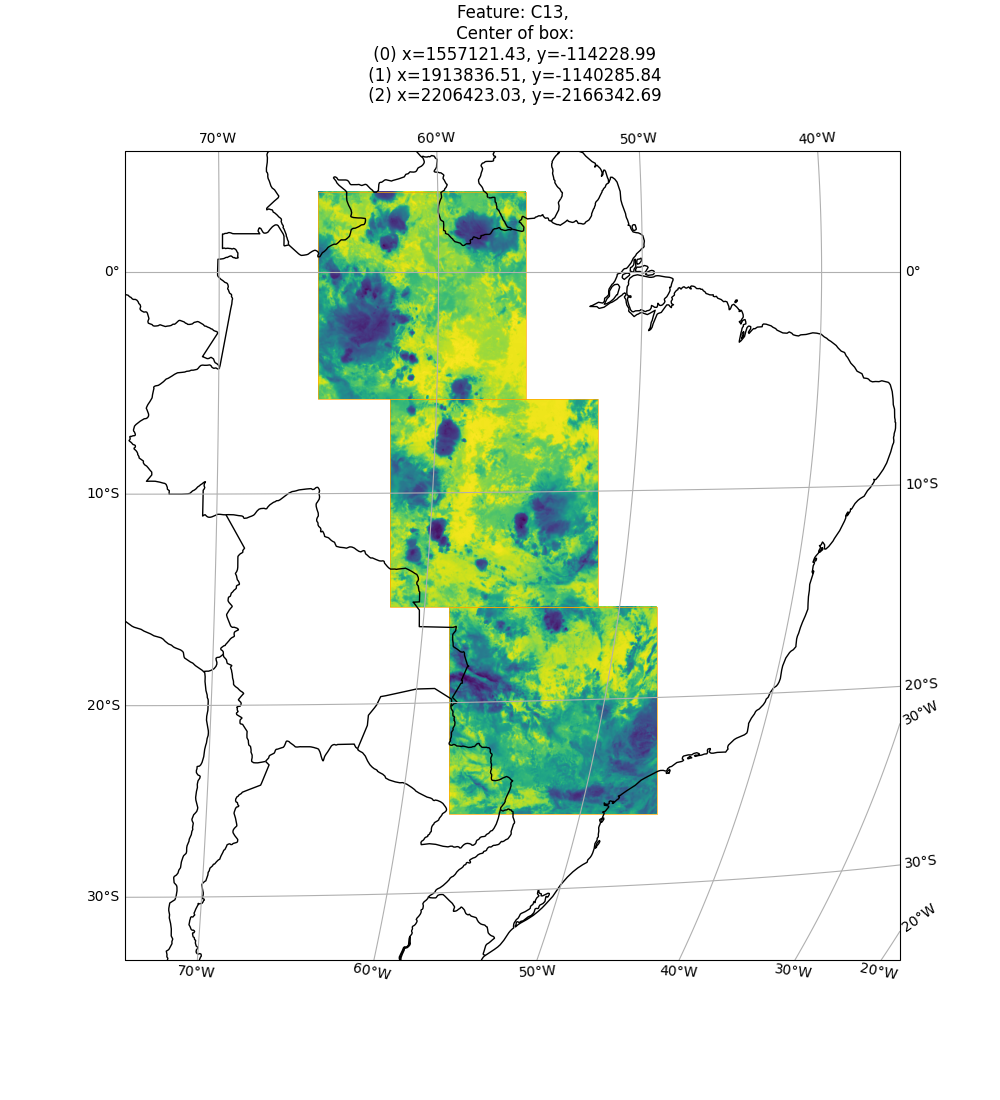 Feature: C13,
Center of box:
(0) x=1557121.43, y=-114228.99
(1) x=1913836.51, y=-1140285.84
(2) x=2206423.03, y=-2166342.69
70°W 60°W 50°W 40°W
0° 0°
10°S 10°S
20°S 20°S
30°W
30°S 30°S
20°W
70°W 60°W 50°W 40°W 30°W 20°W